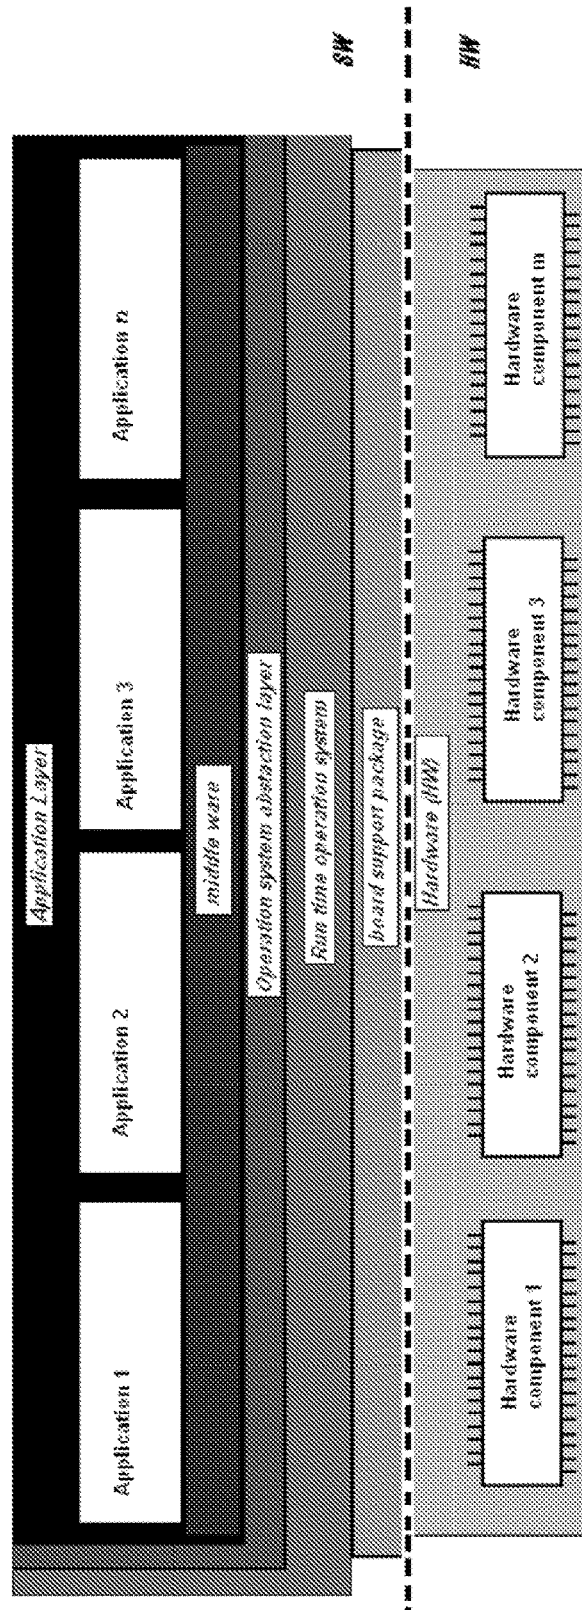 Application Layer
Application 1
Application 2
Application 3
Application n
middle ware
Operation system abstaction layer
Run time operation system
board support package
SW
Hardware (HW)
HW
Hardware
component 1
Hardware
component 2
Hardware
component 3
Hardware
component m